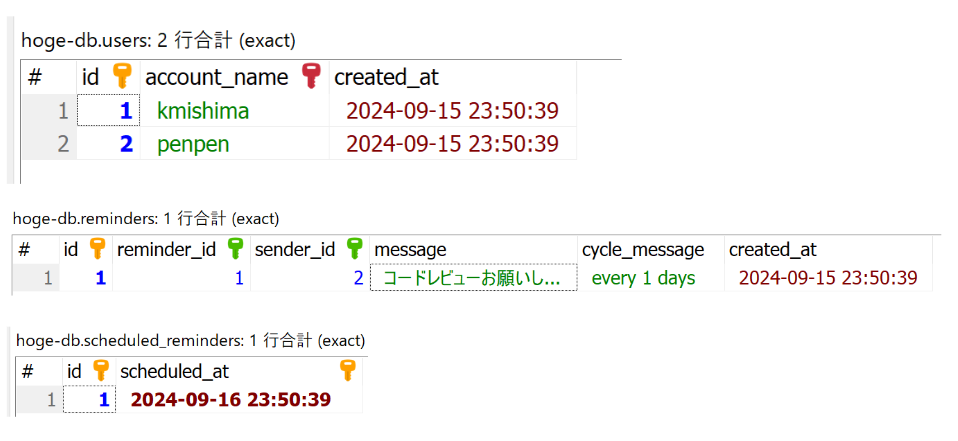 hoge-db.users: 2 行合計 (exact)
# id account_name created_at
1 1 kmishima 2024-09-15 23:50:39
2 2 penpen 2024-09-15 23:50:39
hoge-db.reminders: 1 行合計 (exact)
# id reminder_id sender_id message cycle_message created_at
1 1 1 2 コードレビューお願いし... every 1 days 2024-09-15 23:50:39
hoge-db.scheduled_reminders: 1 行合計 (exact)
# id scheduled_at
1 1 2024-09-16 23:50:39